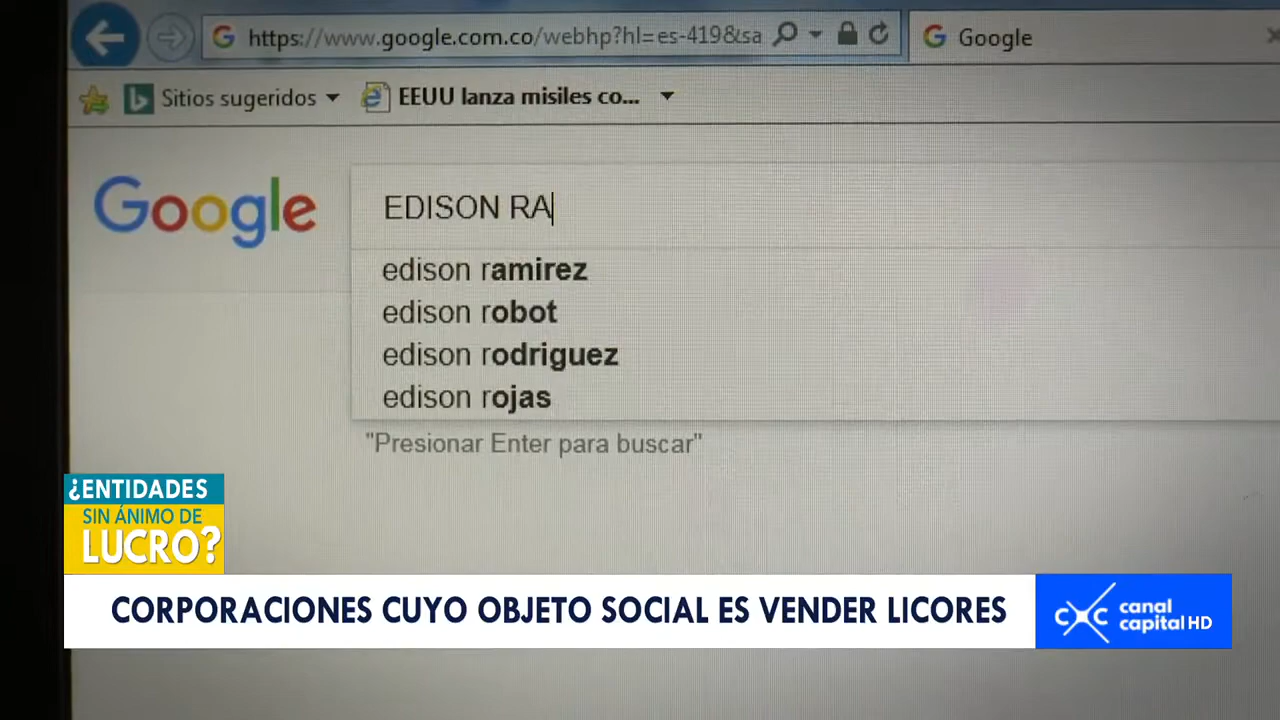 https://www.google.com.co/webhp?hl=es-419&sa
Google
Sitios sugeridos
EEUU lanza misiles co...
Google
EDISON RA
edison ramirez
edison robot
edison rodriguez
edison rojas
"Presionar Enter para buscar"
¿ENTIDADES
SIN ÁNIMO DE
LUCRO?
CORPORACIONES CUYO OBJETO SOCIAL ES VENDER LICORES
cxc canal
capital HD